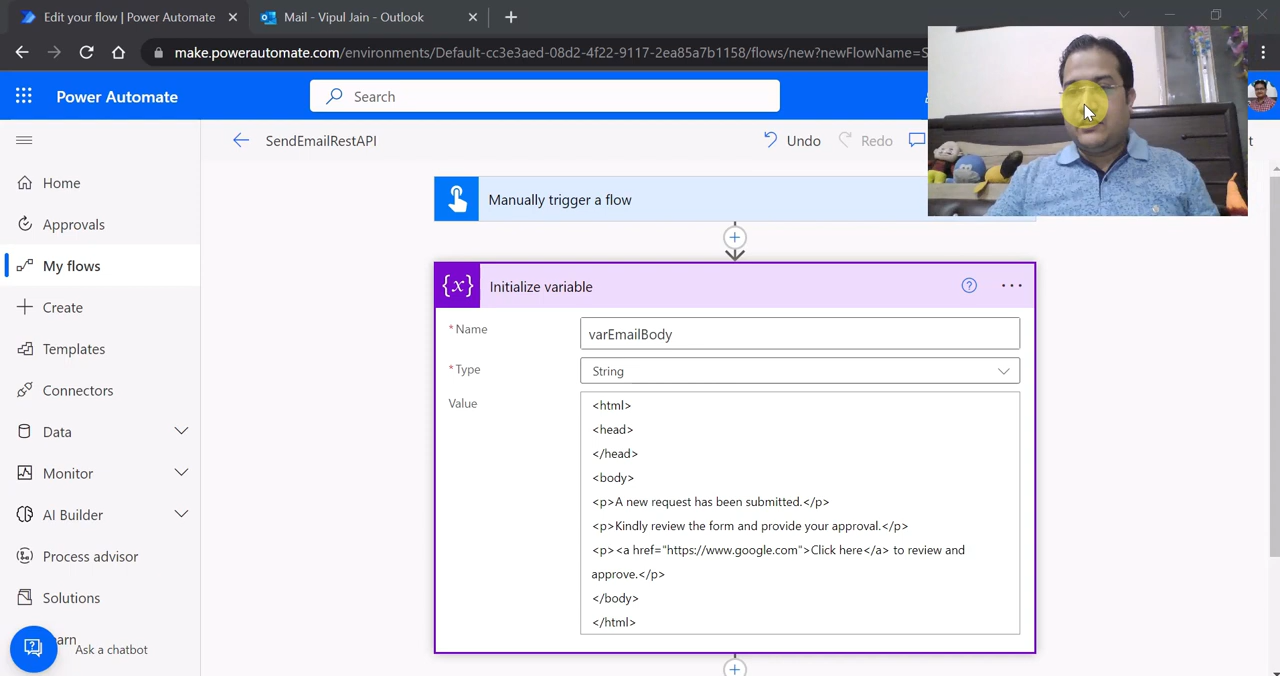 Edit your flow | Power Automate
Mail - Vipul Jain - Outlook
make.powerautomate.com/environments/Default-cc3e3aed-08d2-4f22-9117-2ea85a7b1158/flows/new?newFlowName=S
Power Automate
Search
SendEmailRestAPI
Undo
Redo
Home
Approvals
My flows
Create
Templates
Connectors
Data
Monitor
AI Builder
Process advisor
Solutions
Ask a chatbot
Manually trigger a flow
{x} Initialize variable
* Name
varEmailBody
* Type
String
Value
<html>
<head>
</head>
<body>
<p>A new request has been submitted.</p>
<p>Kindly review the form and provide your approval.</p>
<p><a href="https://www.google.com">Click here</a> to review and
approve.</p>
</body>
</html>